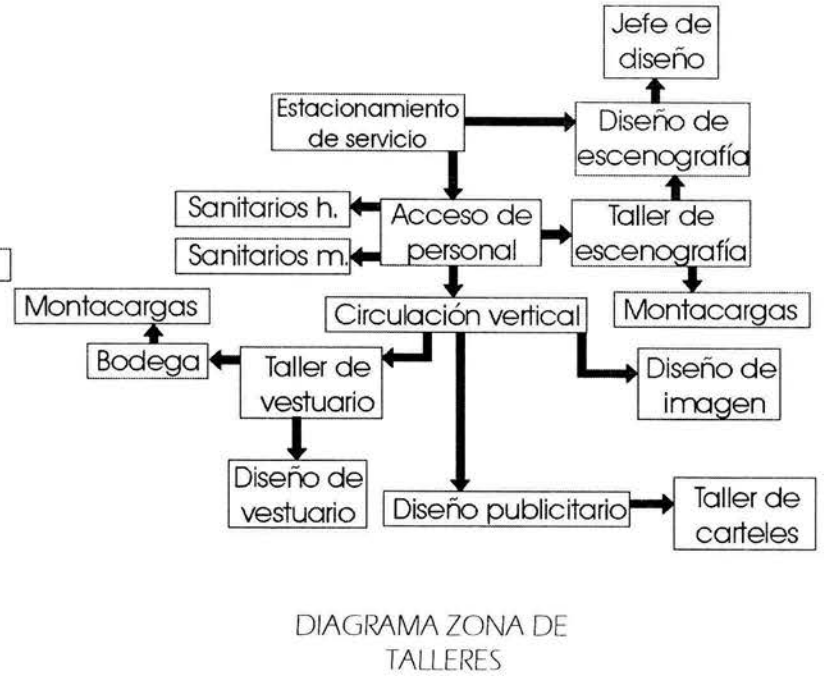 Jefe de
diseño
Estacionamiento
de servicio
Diseño de
escenografía
Sanitarios h.
Acceso de
personal
Taller de
escenografía
Sanitarios m.
Montacargas
Circulación vertical
Montacargas
Bodega
Taller de
vestuario
Diseño de
imagen
Diseño de
vestuario
Diseño publicitario
Taller de
carteles
DIAGRAMA ZONA DE
TALLERES